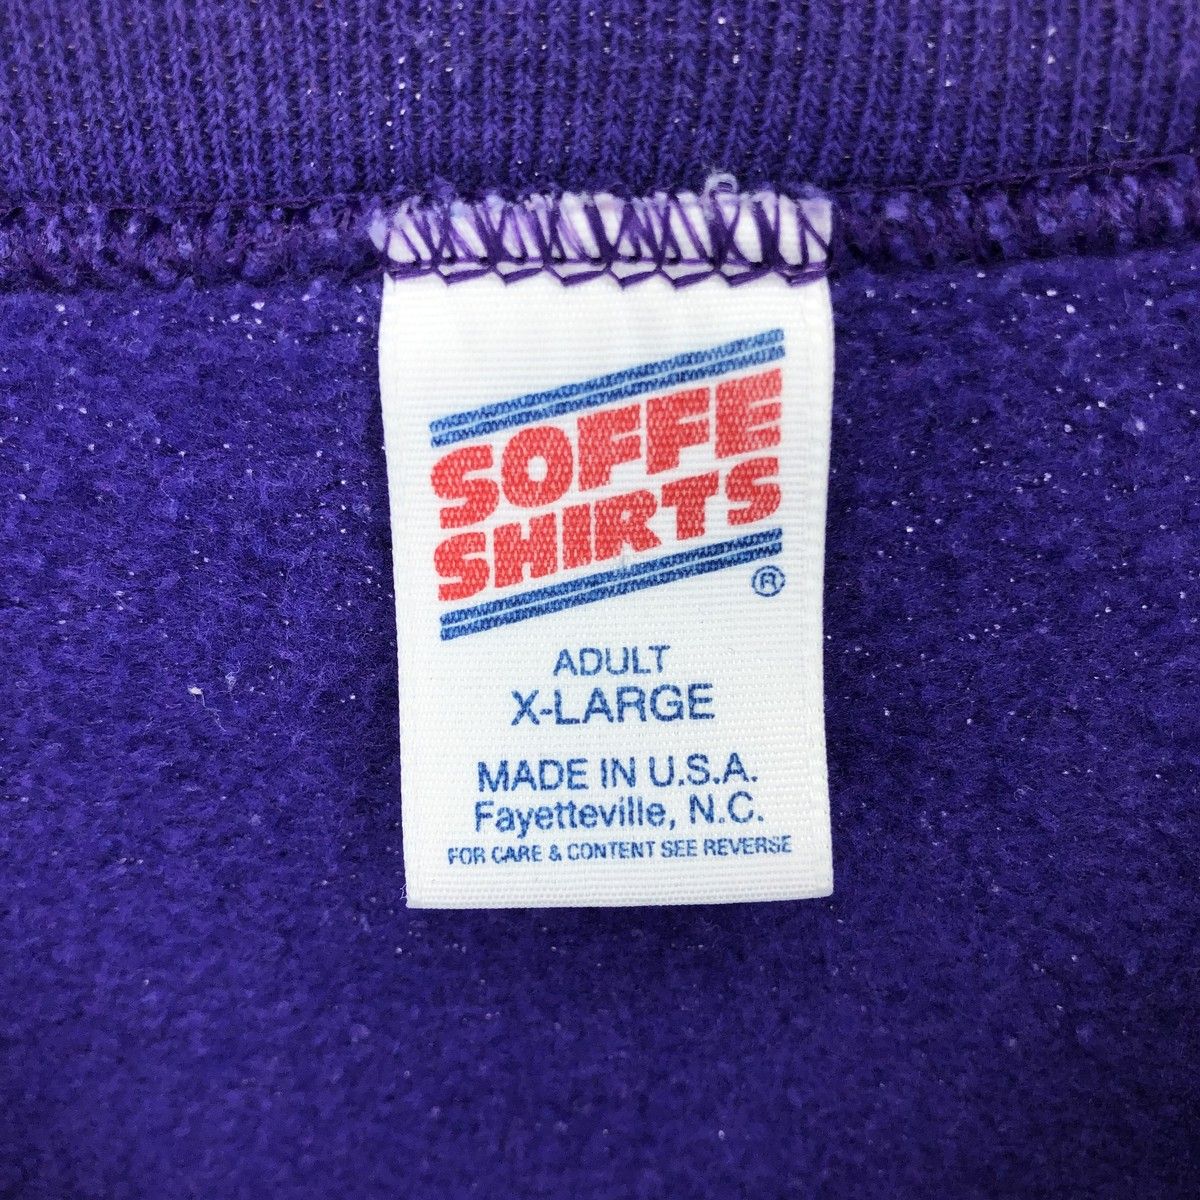 SOFFE
SHIRTS
®
ADULT
X-LARGE
MADE IN U.S.A.
Fayetteville, N.C.
FOR CARE & CONTENT SEE REVERSE